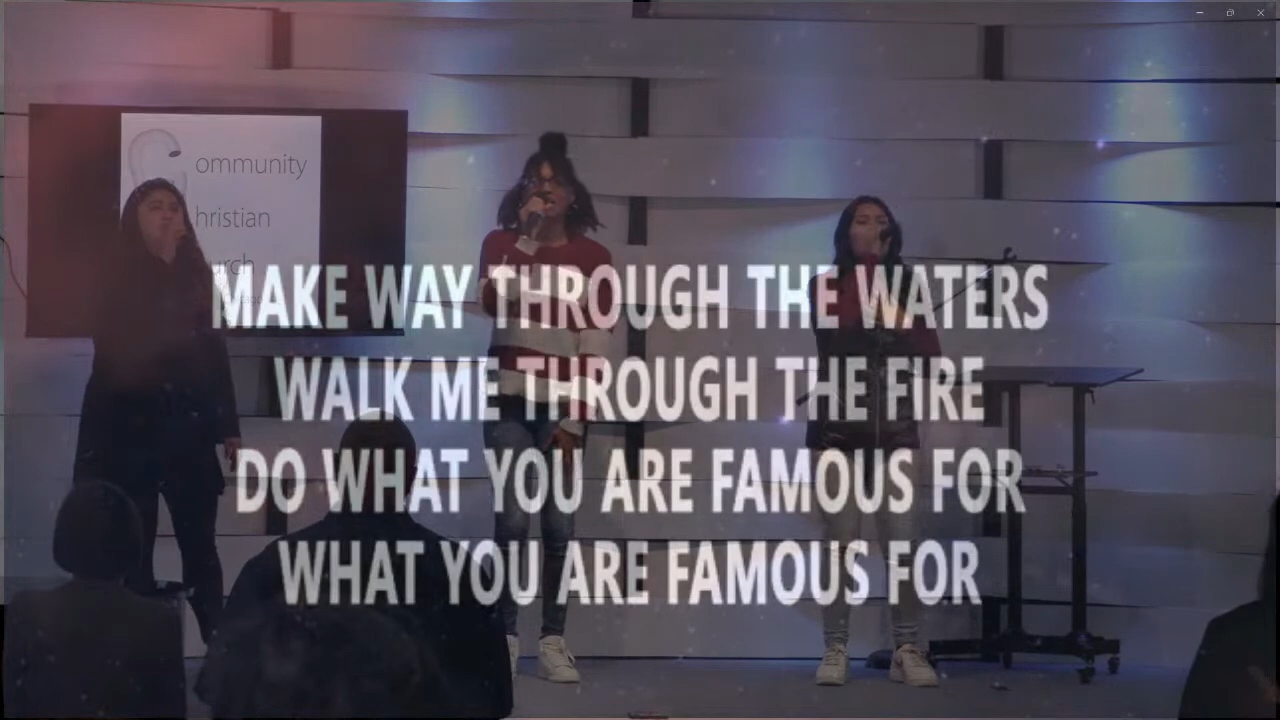 ommunity
hristian
urch
MAKE WAY THROUGH THE WATERS
WALK ME THROUGH THE FIRE
DO WHAT YOU ARE FAMOUS FOR
WHAT YOU ARE FAMOUS FOR